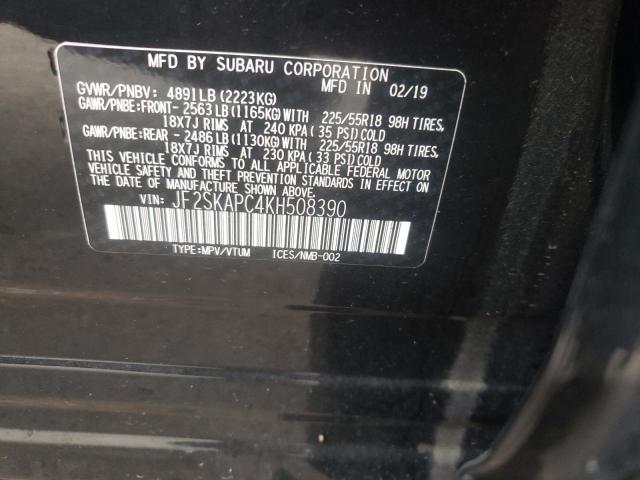 MFD BY SUBARU CORPORATION
MFD IN 02/19
GVWR/PNBV: 4891LB (2223KG)
GAWR/PNBE:FRONT- 2563LB (1165KG) WITH 225/55R18 98H TIRES,
18X7J RIMS AT 240 KPA (35 PSI) COLD
GAWR/PNBE:REAR - 2486LB (1130KG) WITH 225/55R18 98H TIRES,
18X7J RIMS AT 230 KPA (33 PSI) COLD
THIS VEHICLE CONFORMS TO ALL APPLICABLE FEDERAL MOTOR
VEHICLE SAFETY AND THEFT PREVENTION STANDARDS IN EFFECT ON
THE DATE OF MANUFACTURE SHOWN ABOVE.
VIN: JF2SKAPC4KH508390
TYPE:MPV/VTUM ICES/NMB-002